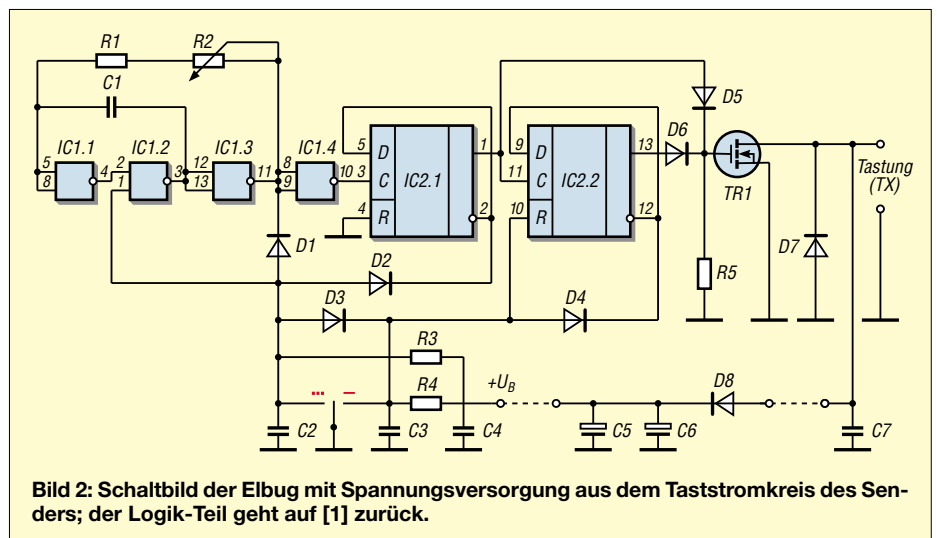 R1
R2
C1
D5
D6
IC1.1
IC1.2
IC1.3
IC1.4
5
8
4
2
1
3
12
13
11
8
9
10
3
5
D
C
4
R
IC2.1
1
2
9
D
11
C
10
R
IC2.2
13
12
TR1
Tastung
(TX)
D1
D2
D3
D4
R5
D7
R3
R4
+U_B
D8
C2
C3
C4
C5
C6
C7
Bild 2: Schaltbild der Elbug mit Spannungsversorgung aus dem Taststromkreis des Sen-
ders; der Logik-Teil geht auf [1] zurück.